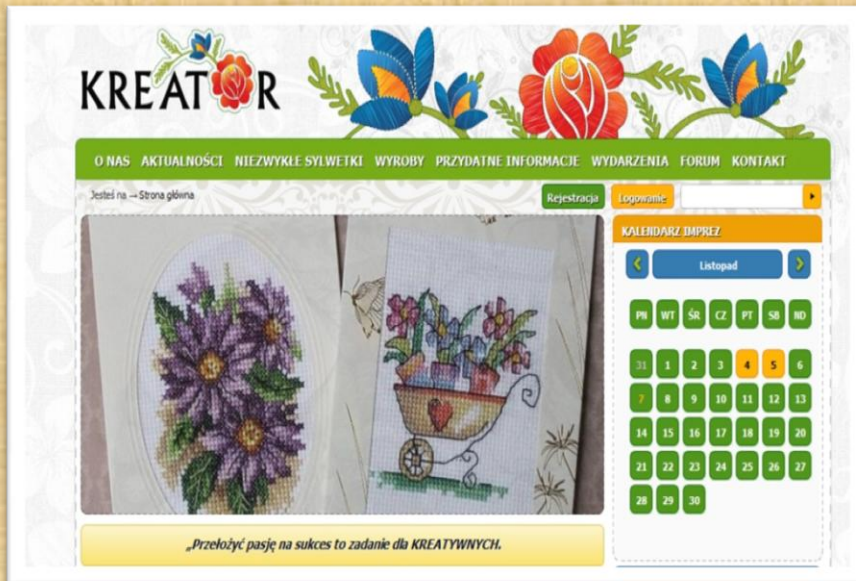 KREATOR
O NAS AKTUALNOŚCI NIEZWYKŁE SYLWETKI WYROBY PRZYDATNE INFORMACJE WYDARZENIA FORUM KONTAKT
Jesteś na → Strona główna
Rejestracja Logowanie
KALENDARZ IMPREZ
Listopad
PN WT ŚR CZ PT SB ND
31 1 2 3 4 5 6
7 8 9 10 11 12 13
14 15 16 17 18 19 20
21 22 23 24 25 26 27
28 29 30
„Przełożyć pasję na sukces to zadanie dla KREATYWNYCH.